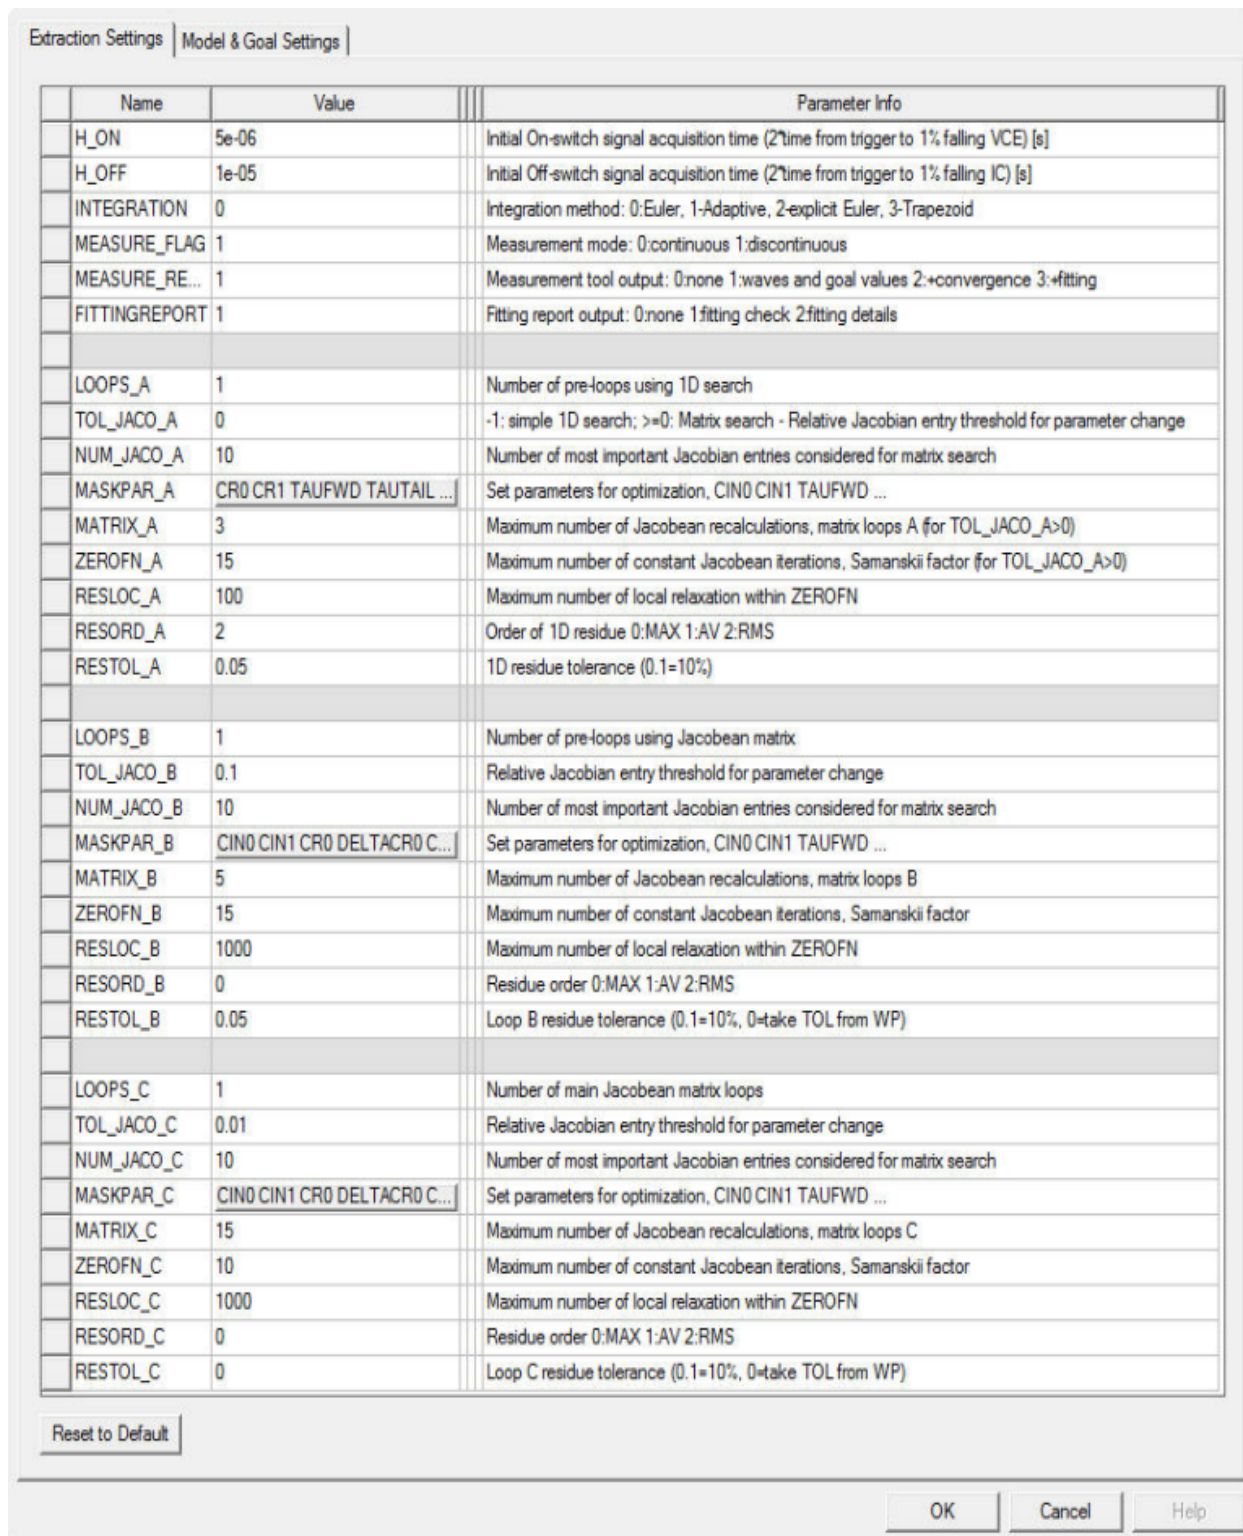 Extraction Settings Model & Goal Settings
Name Value Parameter Info
H_ON 5e-06 Initial On-switch signal acquisition time (2*time from trigger to 1% falling VCE) [s]
H_OFF 1e-05 Initial Off-switch signal acquisition time (2*time from trigger to 1% falling IC) [s]
INTEGRATION 0 Integration method: 0:Euler, 1-Adaptive, 2-explicit Euler, 3-Trapezoid
MEASURE_FLAG 1 Measurement mode: 0:continuous 1:discontinuous
MEASURE_RE... 1 Measurement tool output: 0:none 1:waves and goal values 2:+convergence 3:+fitting
FITTINGREPORT 1 Fitting report output: 0:none 1:fitting check 2:fitting details
LOOPS_A 1 Number of pre-loops using 1D search
TOL_JACO_A 0 -1: simple 1D search; >=0: Matrix search - Relative Jacobian entry threshold for parameter change
NUM_JACO_A 10 Number of most important Jacobian entries considered for matrix search
MASKPAR_A CR0 CR1 TAUFWD TAUTAIL ... Set parameters for optimization, CIN0 CIN1 TAUFWD ...
MATRIX_A 3 Maximum number of Jacobean recalculations, matrix loops A (for TOL_JACO_A>0)
ZEROFN_A 15 Maximum number of constant Jacobean iterations, Samanskii factor (for TOL_JACO_A>0)
RESLOC_A 100 Maximum number of local relaxation within ZEROFN
RESORD_A 2 Order of 1D residue 0:MAX 1:AV 2:RMS
RESTOL_A 0.05 1D residue tolerance (0.1=10%)
LOOPS_B 1 Number of pre-loops using Jacobean matrix
TOL_JACO_B 0.1 Relative Jacobian entry threshold for parameter change
NUM_JACO_B 10 Number of most important Jacobian entries considered for matrix search
MASKPAR_B CIN0 CIN1 CR0 DELTACR0 C... Set parameters for optimization, CIN0 CIN1 TAUFWD ...
MATRIX_B 5 Maximum number of Jacobean recalculations, matrix loops B
ZEROFN_B 15 Maximum number of constant Jacobean iterations, Samanskii factor
RESLOC_B 1000 Maximum number of local relaxation within ZEROFN
RESORD_B 0 Residue order 0:MAX 1:AV 2:RMS
RESTOL_B 0.05 Loop B residue tolerance (0.1=10%, 0=take TOL from WP)
LOOPS_C 1 Number of main Jacobean matrix loops
TOL_JACO_C 0.01 Relative Jacobian entry threshold for parameter change
NUM_JACO_C 10 Number of most important Jacobian entries considered for matrix search
MASKPAR_C CIN0 CIN1 CR0 DELTACR0 C... Set parameters for optimization, CIN0 CIN1 TAUFWD ...
MATRIX_C 15 Maximum number of Jacobean recalculations, matrix loops C
ZEROFN_C 10 Maximum number of constant Jacobean iterations, Samanskii factor
RESLOC_C 1000 Maximum number of local relaxation within ZEROFN
RESORD_C 0 Residue order 0:MAX 1:AV 2:RMS
RESTOL_C 0 Loop C residue tolerance (0.1=10%, 0=take TOL from WP)
Reset to Default
OK Cancel Help